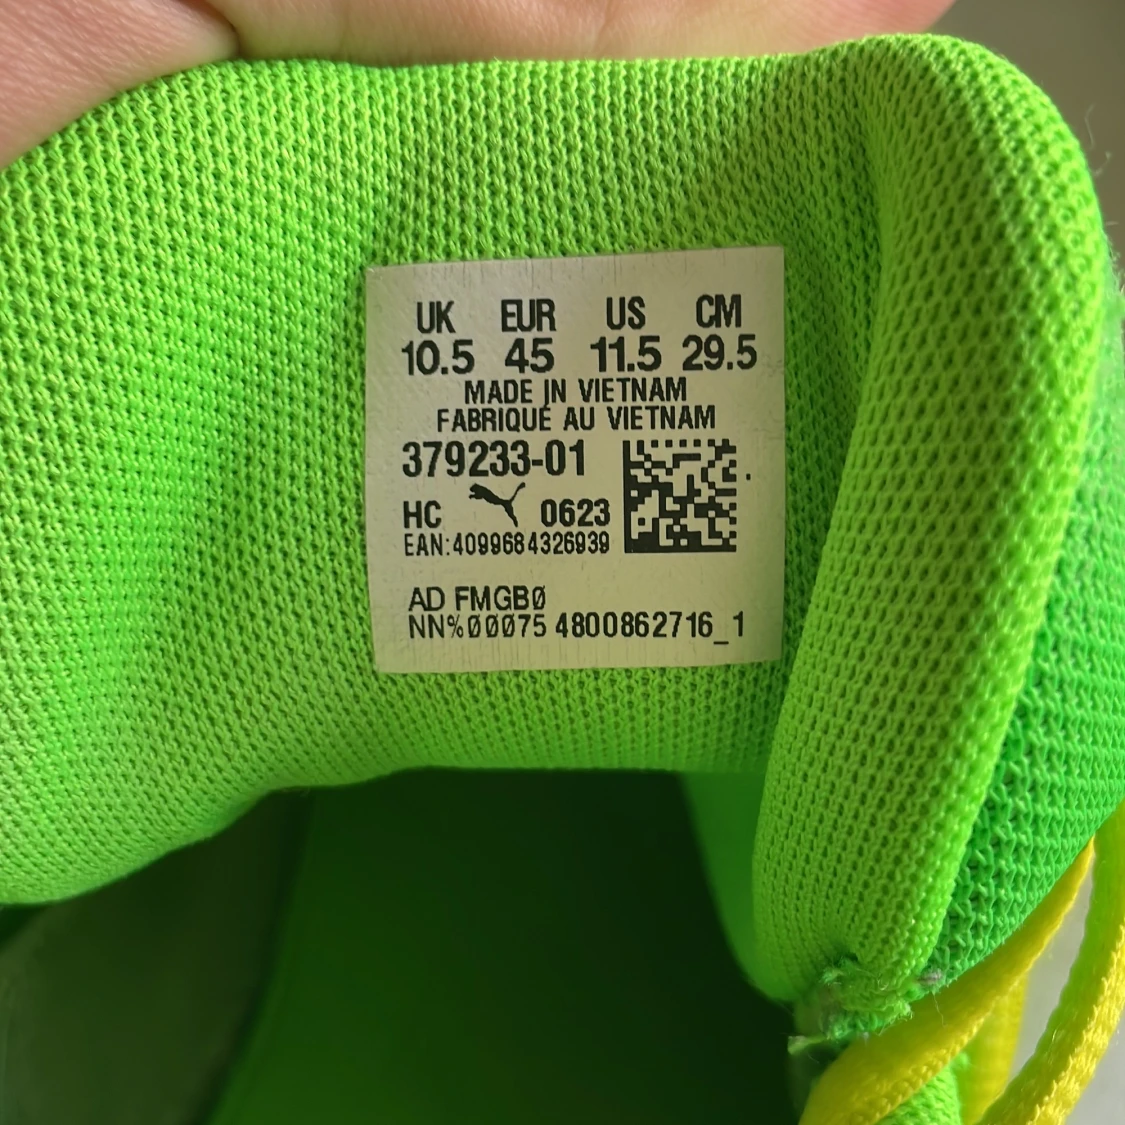 UK EUR US CM
10.5 45 11.5 29.5
MADE IN VIETNAM
FABRIQUÉ AU VIETNAM
379233-01
HC 0623
EAN:4099684326939
AD FMGBØ
NN%ØØØ75 4800862716_1